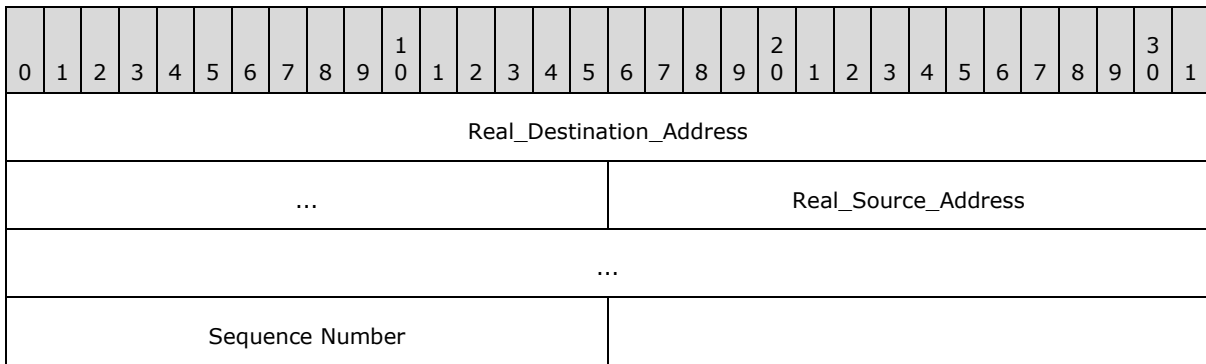 1 2 3
0 1 2 3 4 5 6 7 8 9 0 1 2 3 4 5 6 7 8 9 0 1 2 3 4 5 6 7 8 9 0 1
Real_Destination_Address
... Real_Source_Address
...
Sequence Number